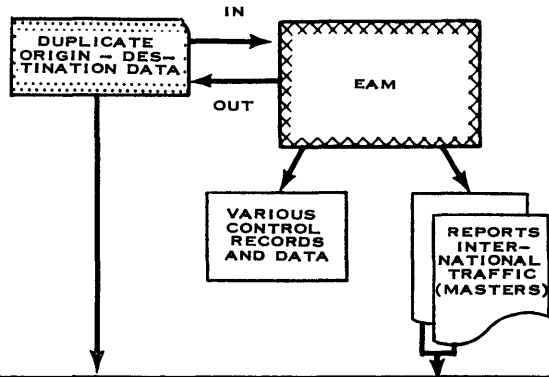 IN
DUPLICATE
ORIGIN – DES-
TINATION DATA
EAM
OUT
VARIOUS
CONTROL
RECORDS
AND DATA
REPORTS
INTER-
NATIONAL
TRAFFIC
(MASTERS)